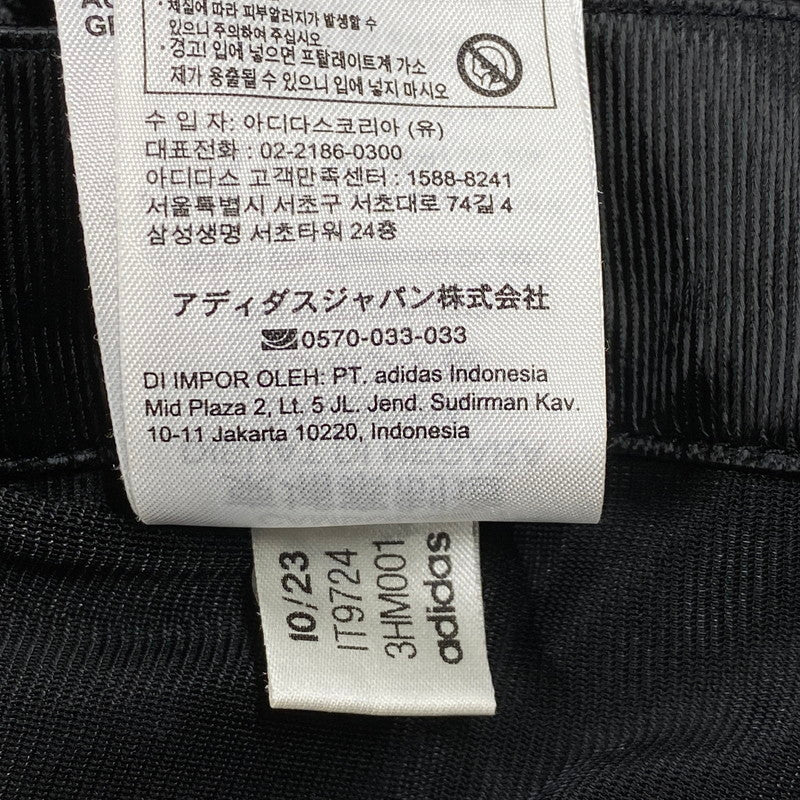 AC
GE
·체질에 따라 피부알러지가 발생할 수
있으니 주의하여 주십시오
·경고! 입에 넣으면 프탈레이트계 가소
제가 용출될 수 있으니 입에 넣지 마시오
수 입 자: 아디다스코리아 (유)
대표전화 : 02-2186-0300
아디다스 고객만족센터 : 1588-8241
서울특별시 서초구 서초대로 74길 4
삼성생명 서초타워 24층
アディダスジャパン株式会社
0570-033-033
DI IMPOR OLEH: PT. adidas Indonesia
Mid Plaza 2, Lt. 5 JL. Jend. Sudirman Kav.
10-11 Jakarta 10220, Indonesia
10/23
IT9724
3HM001
adidas